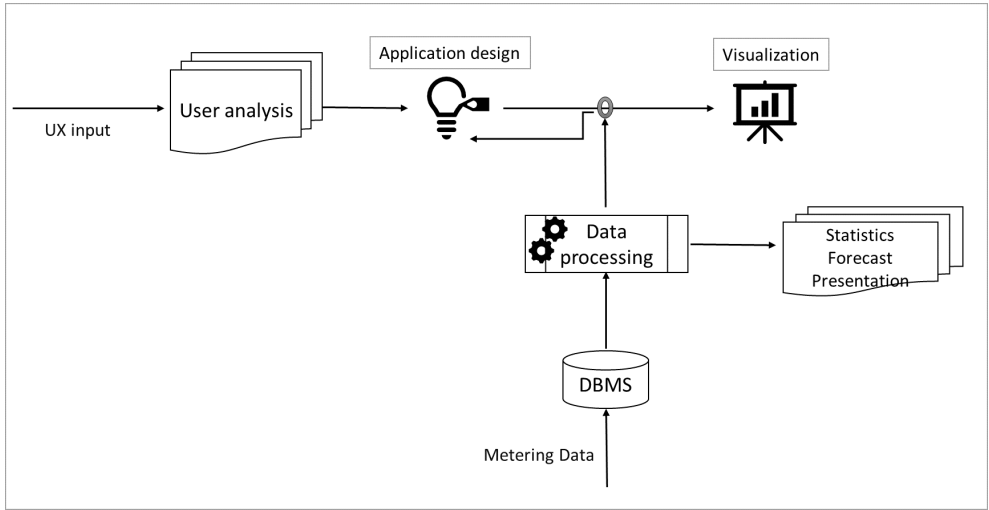 Application design
Visualization
User analysis
UX input
Data
processing
Statistics
Forecast
Presentation
DBMS
Metering Data